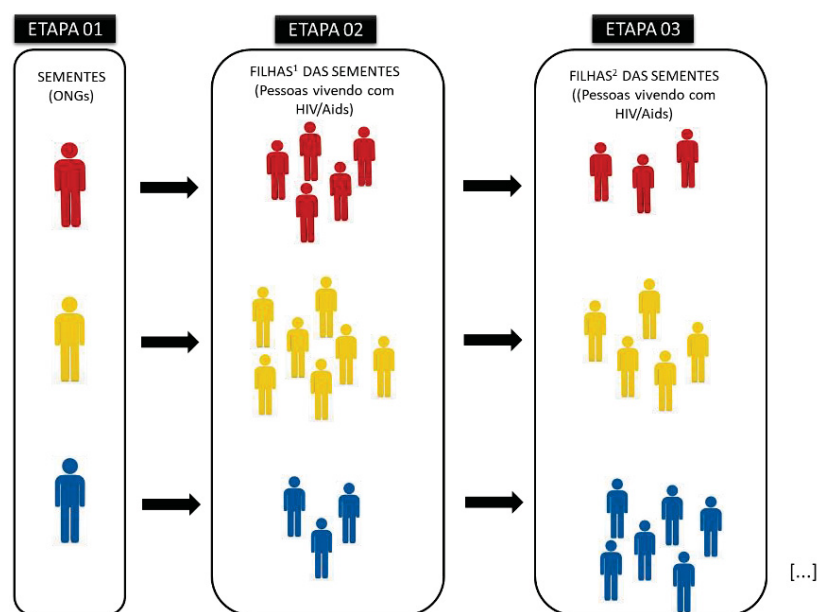 ETAPA 01
SEMENTES
(ONGs)
ETAPA 02
FILHAS¹ DAS SEMENTES
(Pessoas vivendo com
HIV/Aids)
ETAPA 03
FILHAS² DAS SEMENTES
((Pessoas vivendo com
HIV/Aids)
[...]